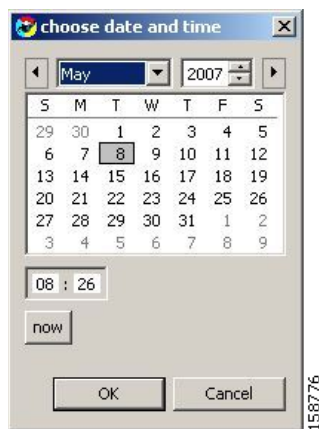 choose date and time
May 2007
S M T W T F S
29 30 1 2 3 4 5
6 7 8 9 10 11 12
13 14 15 16 17 18 19
20 21 22 23 24 25 26
27 28 29 30 31 1 2
3 4 5 6 7 8 9
08 : 26
now
OK Cancel
158776